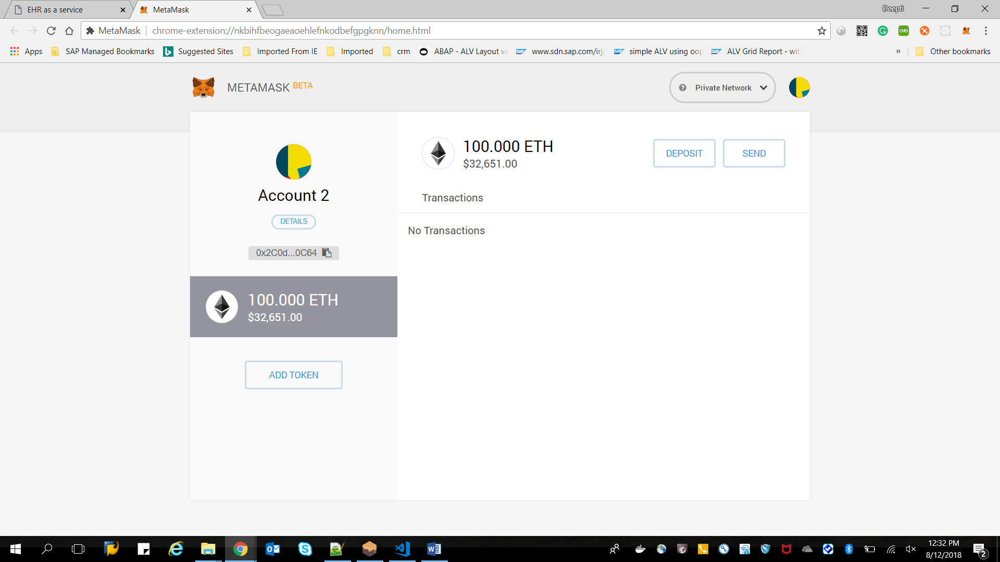 EHR as a service
MetaMask
Deepti
MetaMask
chrome-extension://nkbihfbeogaeaoehlefnkodbefgpgknn/home.html
CORS
Apps
SAP Managed Bookmarks
Suggested Sites
Imported From IE
Imported
crm
ABAP - ALV Layout va
www.sdn.sap.com/irj/
simple ALV using oop
ALV Grid Report - wit
»
Other bookmarks
METAMASK BETA
Private Network
100.000 ETH
$32,651.00
DEPOSIT
SEND
Account 2
Transactions
DETAILS
No Transactions
0x2C0d...0C64
100.000 ETH
$32,651.00
ADD TOKEN
12:32 PM
8/12/2018
2